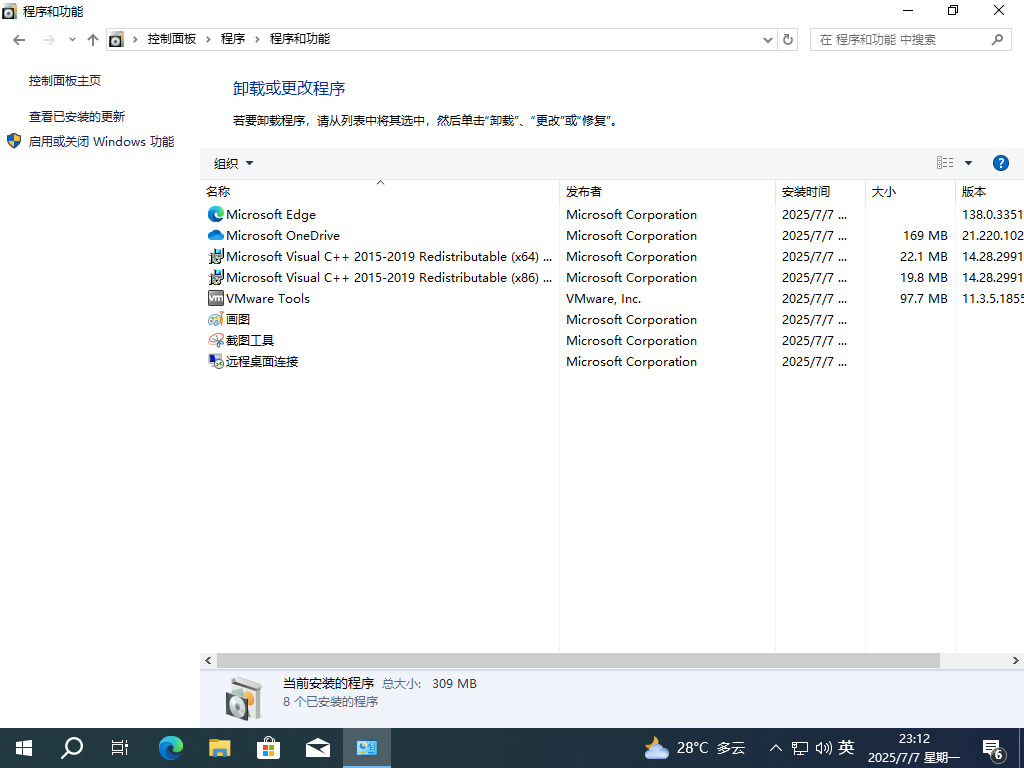 程序和功能
控制面板 程序 程序和功能
在 程序和功能 中搜索
控制面板主页
查看已安装的更新
启用或关闭 Windows 功能
卸载或更改程序
若要卸载程序，请从列表中将其选中，然后单击“卸载”、“更改”或“修复”。
组织
名称 发布者 安装时间 大小 版本
Microsoft Edge Microsoft Corporation 2025/7/7 ... 138.0.3351
Microsoft OneDrive Microsoft Corporation 2025/7/7 ... 169 MB 21.220.102
Microsoft Visual C++ 2015-2019 Redistributable (x64) ... Microsoft Corporation 2025/7/7 ... 22.1 MB 14.28.2991
Microsoft Visual C++ 2015-2019 Redistributable (x86) ... Microsoft Corporation 2025/7/7 ... 19.8 MB 14.28.2991
vm VMware Tools VMware, Inc. 2025/7/7 ... 97.7 MB 11.3.5.1855
画图 Microsoft Corporation 2025/7/7 ...
截图工具 Microsoft Corporation 2025/7/7 ...
远程桌面连接 Microsoft Corporation 2025/7/7 ...
当前安装的程序 总大小: 309 MB
8 个已安装的程序
28°C 多云
英
23:12
2025/7/7 星期一
6